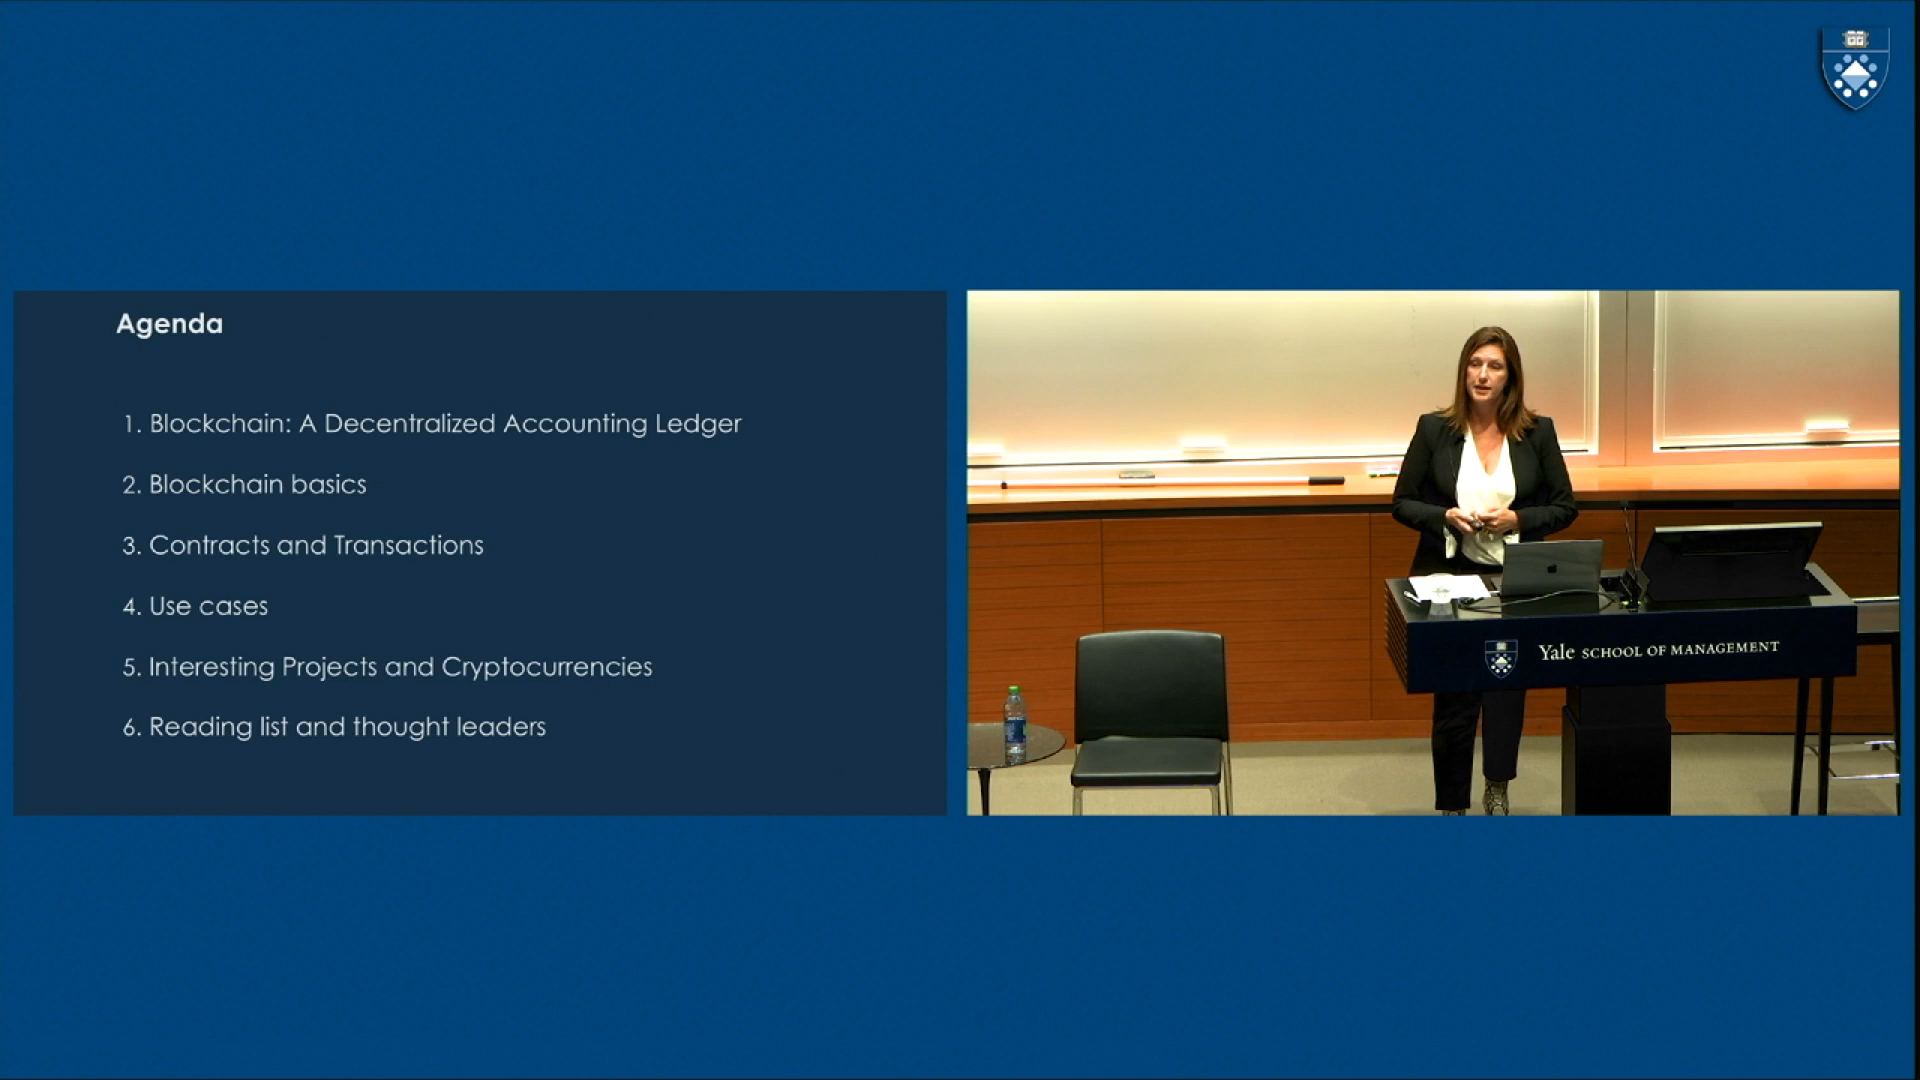 Agenda
1. Blockchain: A Decentralized Accounting Ledger
2. Blockchain basics
3. Contracts and Transactions
4. Use cases
5. Interesting Projects and Cryptocurrencies
6. Reading list and thought leaders
Yale SCHOOL OF MANAGEMENT